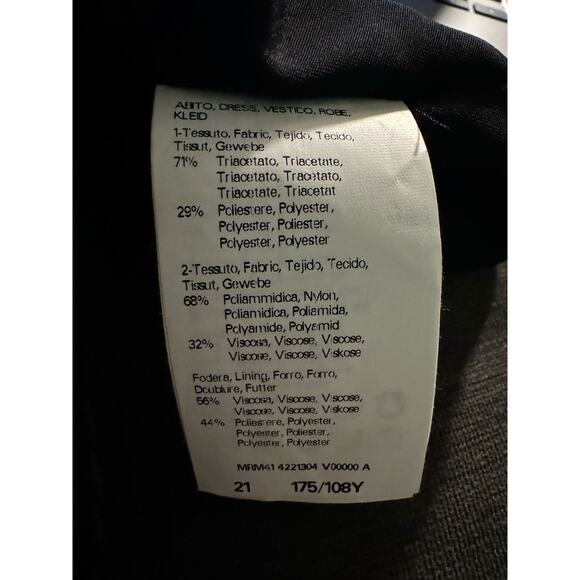 ABITO, DRESS, VESTIDO, ROBE,
KLEID
1-Tessuto, Fabric, Tejido, Tecido,
Tissut, Gewebe
71% Triacetato, Triacetate,
Triacetato, Tracetato,
Triacetate, Triacetat
29% Poliestere, Polyester,
Polyester, Poliester,
Polyester, Polyester
2-Tessuto, Fabric, Tejido, Tecido,
Tissut, Gewebe
68% Poliammidica, Nylon,
Poliamidica, Poliamida,
Polyamide, Polyamid
32% Viscosa, Viscose, Viscose,
Viscose, Viscose, Viskose
Fodera, Lining, Forro, Forro,
Doublure, Futter
56% Viscosa, Viscose, Viscose,
Viscose, Viscose, Viskose
44% Poliestere, Polyester,
Polyester, Poliester,
Polyester, Polyester
MRM41 4221304 V00000 A
21 175/108Y